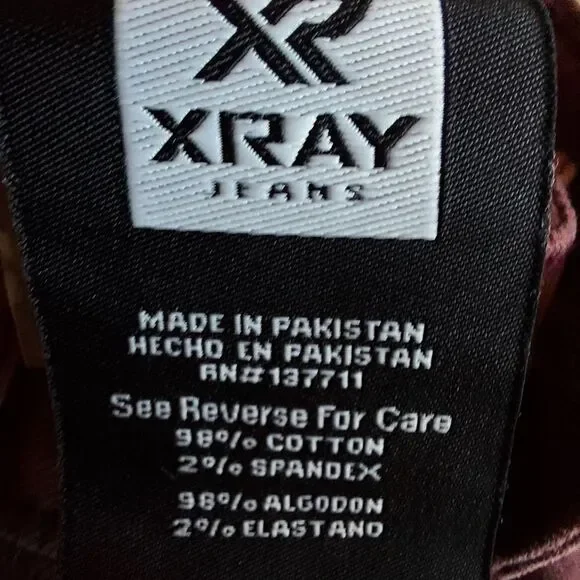 XR
XRAY
JEANS
MADE IN PAKISTAN
HECHO EN PAKISTAN
RN#137711
See Reverse For Care
98% COTTON
2% SPANDEX
98% ALGODON
2% ELASTANO